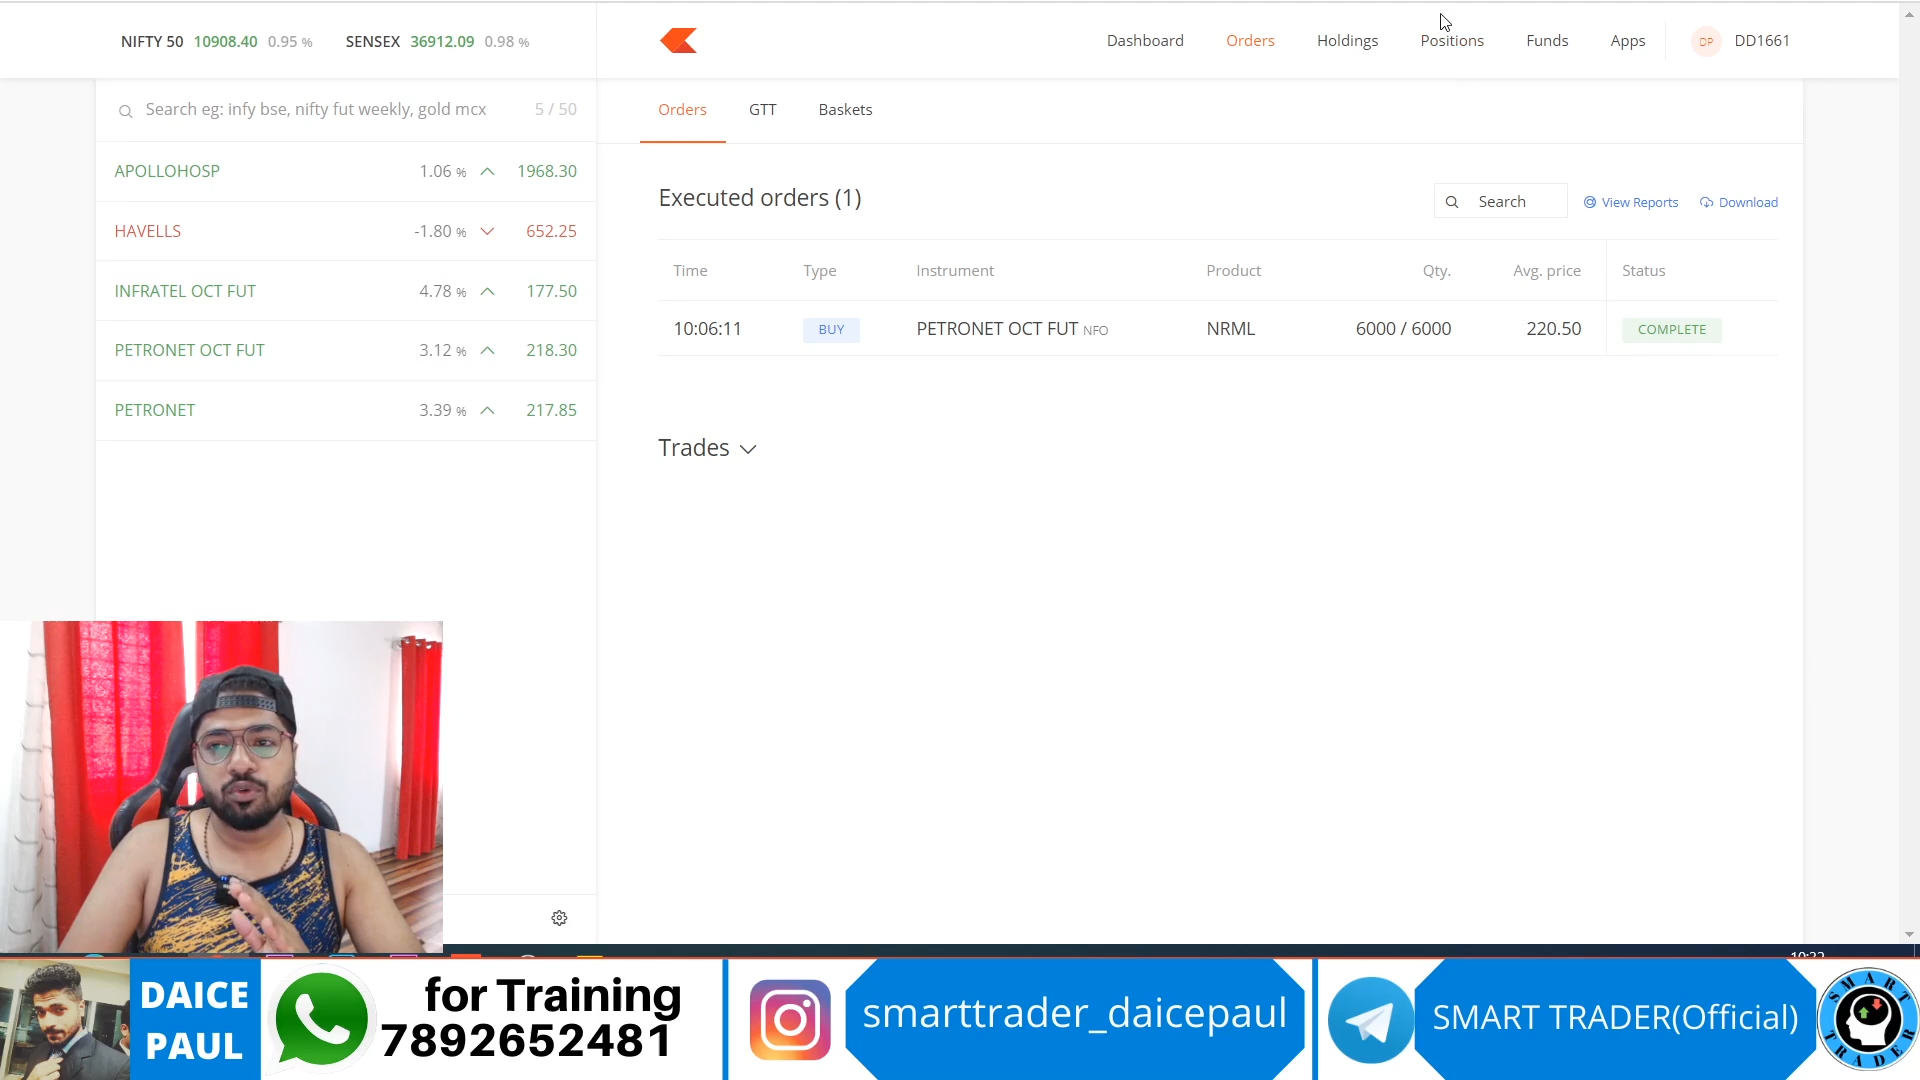 NIFTY 50 10908.40 0.95 % SENSEX 36912.09 0.98 %
Dashboard Orders Holdings Positions Funds Apps DP DD1661
Search eg: infy bse, nifty fut weekly, gold mcx 5 / 50
APOLLOHOSP 1.06 % 1968.30
HAVELLS -1.80 % 652.25
INFRATEL OCT FUT 4.78 % 177.50
PETRONET OCT FUT 3.12 % 218.30
PETRONET 3.39 % 217.85
Orders GTT Baskets
Executed orders (1)
Search View Reports Download
Time Type Instrument Product Qty. Avg. price Status
10:06:11 BUY PETRONET OCT FUT NFO NRML 6000 / 6000 220.50 COMPLETE
Trades
DAICE
PAUL
for Training
7892652481
smarttrader_daicepaul
SMART TRADER(Official)
SMART
TRADER